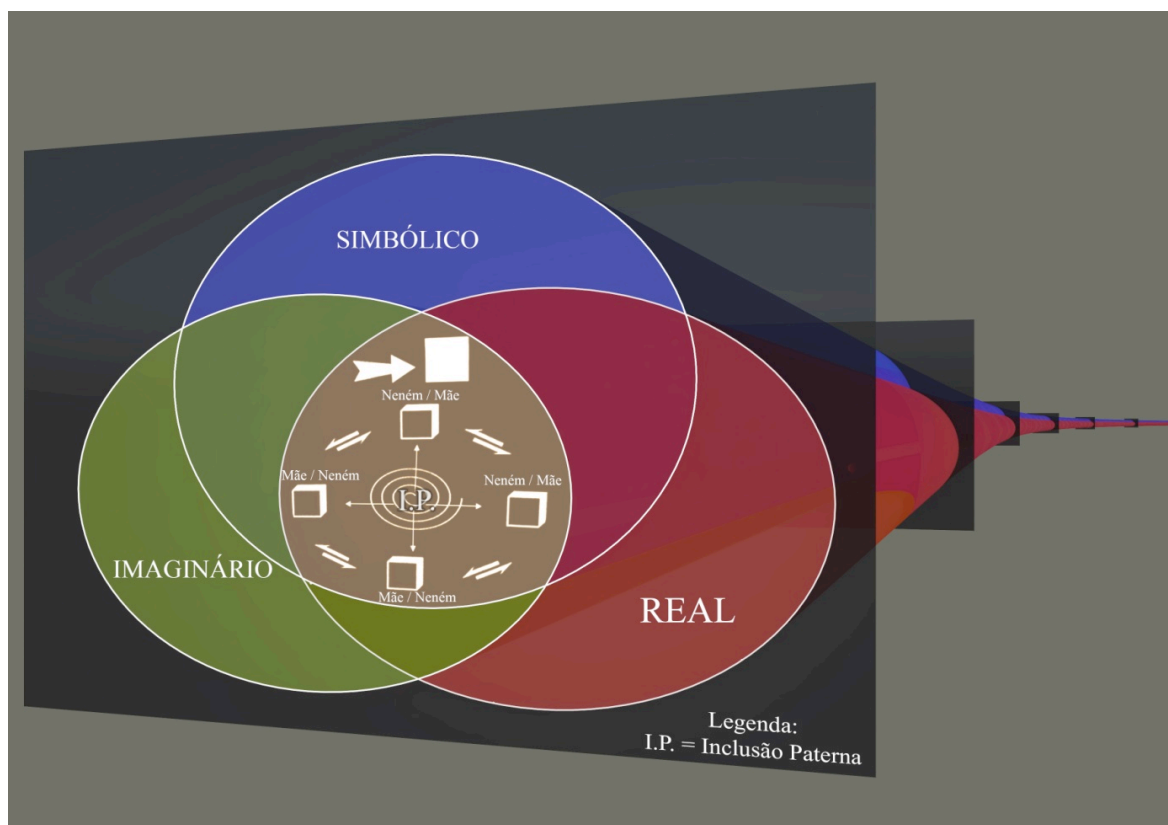 SIMBÓLICO
Neném / Mãe
Mãe / Neném
Neném / Mãe
I.P.
Mãe / Neném
IMAGINÁRIO
REAL
Legenda:
I.P. = Inclusão Paterna